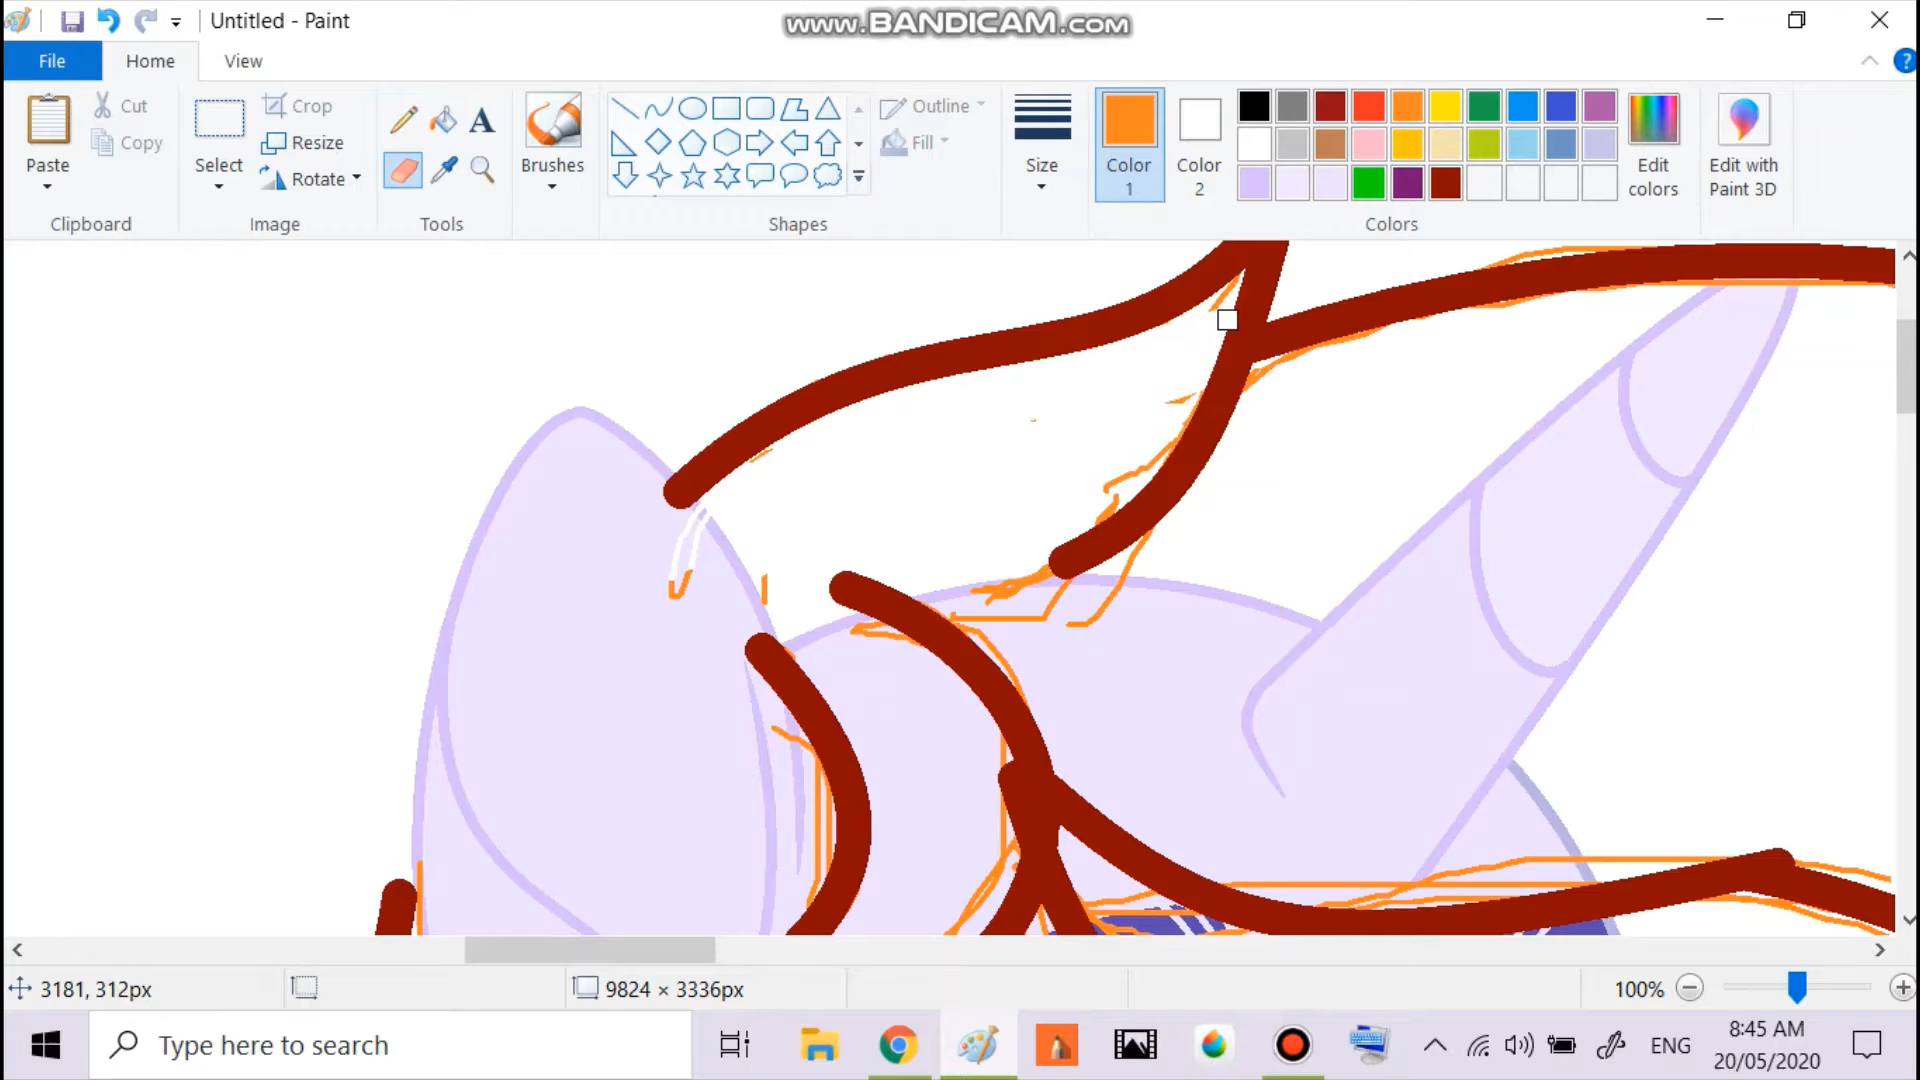 Untitled - Paint
www.BANDICAM.com
File
Home
View
Paste
Cut
Copy
Clipboard
Select
Crop
Resize
Rotate
Image
A
Tools
Brushes
Outline
Fill
Shapes
Size
Color
1
Color
2
Edit
colors
Colors
Edit with
Paint 3D
?
3181, 312px
9824 × 3336px
100%
Type here to search
ENG
8:45 AM
20/05/2020